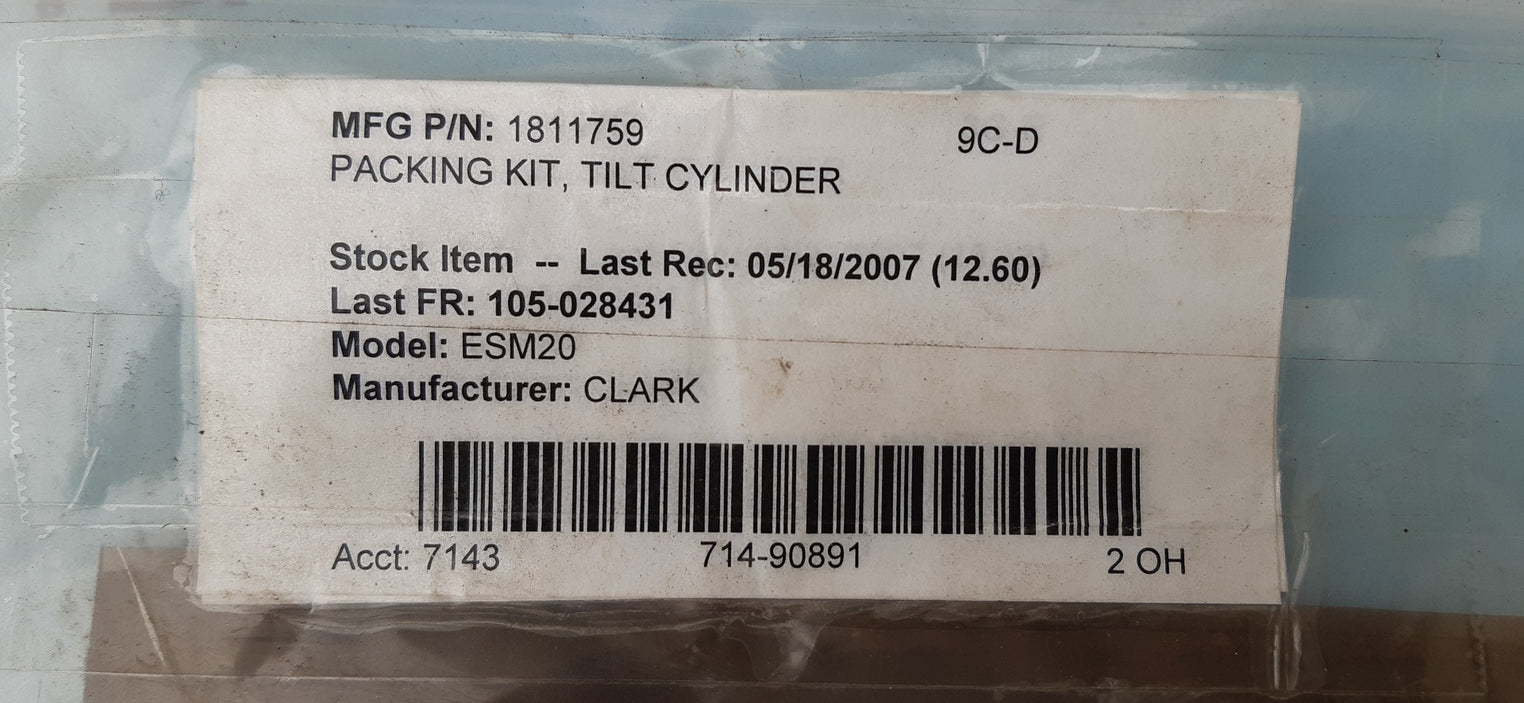 MFG P/N: 1811759 9C-D
PACKING KIT, TILT CYLINDER
Stock Item -- Last Rec: 05/18/2007 (12.60)
Last FR: 105-028431
Model: ESM20
Manufacturer: CLARK
Acct: 7143 714-90891 2 OH